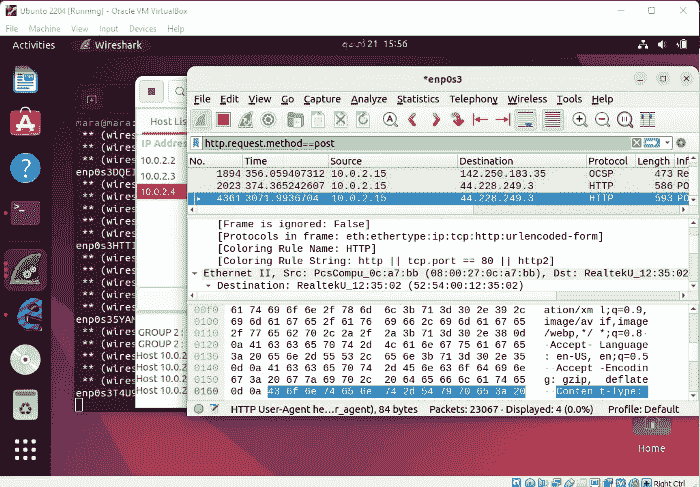 Ubunto 2204 [Running] - Oracle VM VirtualBox
File Machine View Input Devices Help
Activities Wireshark 21 15:56
mara@mara:
** (wires
** (wires
enp0s3DQEI
** (wires
** (wires
** (wires
enp0s3HTTI
** (wires
** (wires
** (wires
enp0s35YAM
** (wires
** (wires
** (wires
enp0s3T4U9
Host List
IP Address
10.0.2.2
10.0.2.3
10.0.2.4
GROUP 2 :
Host 10.0.2
GROUP 2 :
Host 10.0.2
Host 10.0.2
*enp0s3
File Edit View Go Capture Analyze Statistics Telephony Wireless Tools Help
http.request.method==post
No. Time Source Destination Protocol Length Inf
1894 356.059407312 10.0.2.15 142.250.183.35 OCSP 473 Re
2023 374.365242607 10.0.2.15 44.228.249.3 HTTP 586 PO
4361 3071.9936704 10.0.2.15 44.228.249.3 HTTP 593 PO
[Frame is ignored: False]
[Protocols in frame: eth:ethertype:ip:tcp:http:urlencoded-form]
[Coloring Rule Name: HTTP]
[Coloring Rule String: http || tcp.port == 80 || http2]
Ethernet II, Src: PcsCompu_0c:a7:bb (08:00:27:0c:a7:bb), Dst: RealtekU_12:35:02
Destination: RealtekU_12:35:02 (52:54:00:12:35:02)
00f0 61 74 69 6f 6e 2f 78 6d 6c 3b 71 3d 30 2e 39 2c ation/xm l;q=0.9,
0100 69 6d 61 67 65 2f 61 76 69 66 2c 69 6d 61 67 65 image/av if,image
0110 2f 77 65 62 70 2c 2a 2f 2a 3b 71 3d 30 2e 38 0d /webp,*/ *;q=0.8·
0120 0a 41 63 63 65 70 74 2d 4c 61 6e 67 75 61 67 65 ·Accept- Language
0130 3a 20 65 6e 2d 55 53 2c 65 6e 3b 71 3d 30 2e 35 : en-US, en;q=0.5
0140 0d 0a 41 63 63 65 70 74 2d 45 6e 63 6f 64 69 6e ··Accept -Encodin
0150 67 3a 20 67 7a 69 70 2c 20 64 65 66 6c 61 74 65 g: gzip, deflate
0160 0d 0a 43 6f 6e 74 65 6e 74 2d 54 79 70 65 3a 20 ··Conten t-Type:
HTTP User-Agent he...r_agent), 84 bytes Packets: 23067 · Displayed: 4 (0.0%) Profile: Default
Home
Right Ctrl